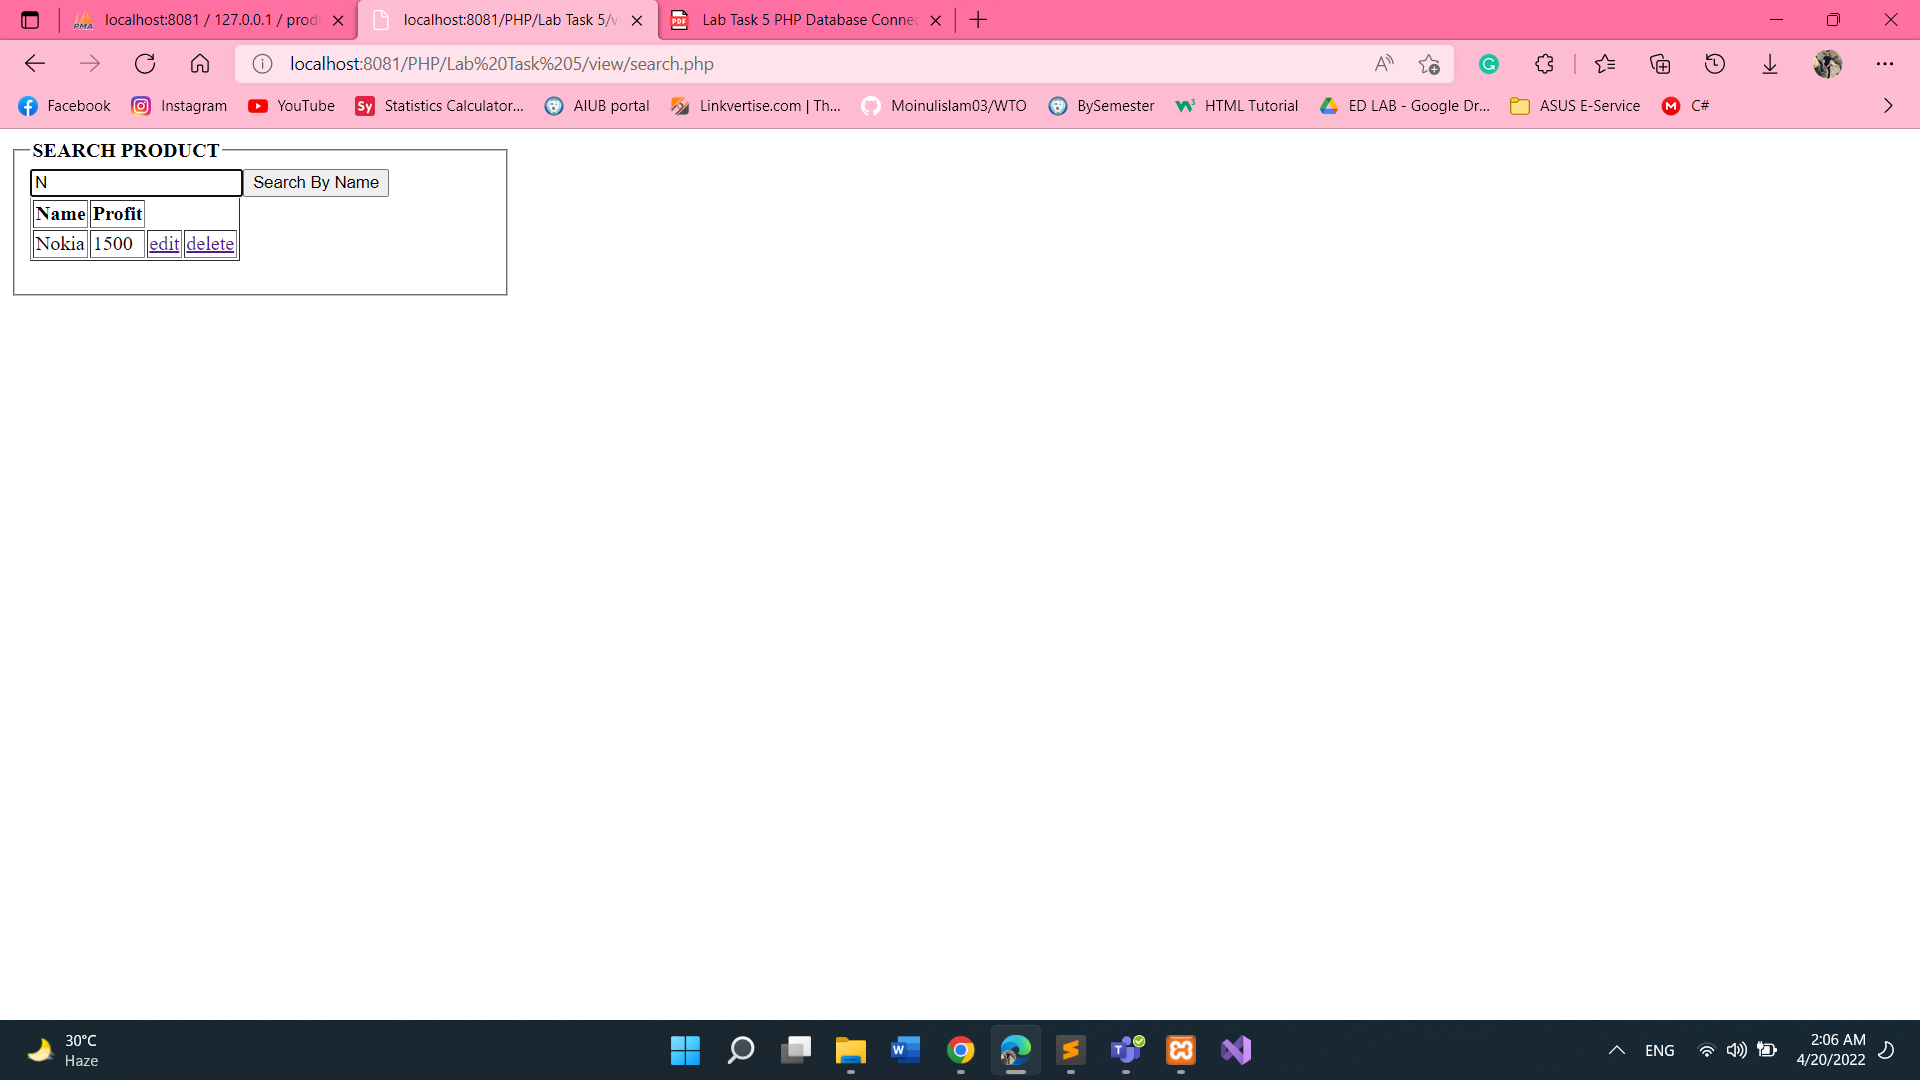 localhost:8081 / 127.0.0.1 / prod
localhost:8081/PHP/Lab Task 5/v
Lab Task 5 PHP Database Connec
localhost:8081/PHP/Lab%20Task%205/view/search.php
Facebook
Instagram
YouTube
Statistics Calculator...
AIUB portal
Linkvertise.com | Th...
Moinulislam03/WTO
BySemester
HTML Tutorial
ED LAB - Google Dr...
ASUS E-Service
C#
SEARCH PRODUCT
N
Search By Name
Name Profit
Nokia 1500 edit delete
30°C
Haze
ENG
2:06 AM
4/20/2022